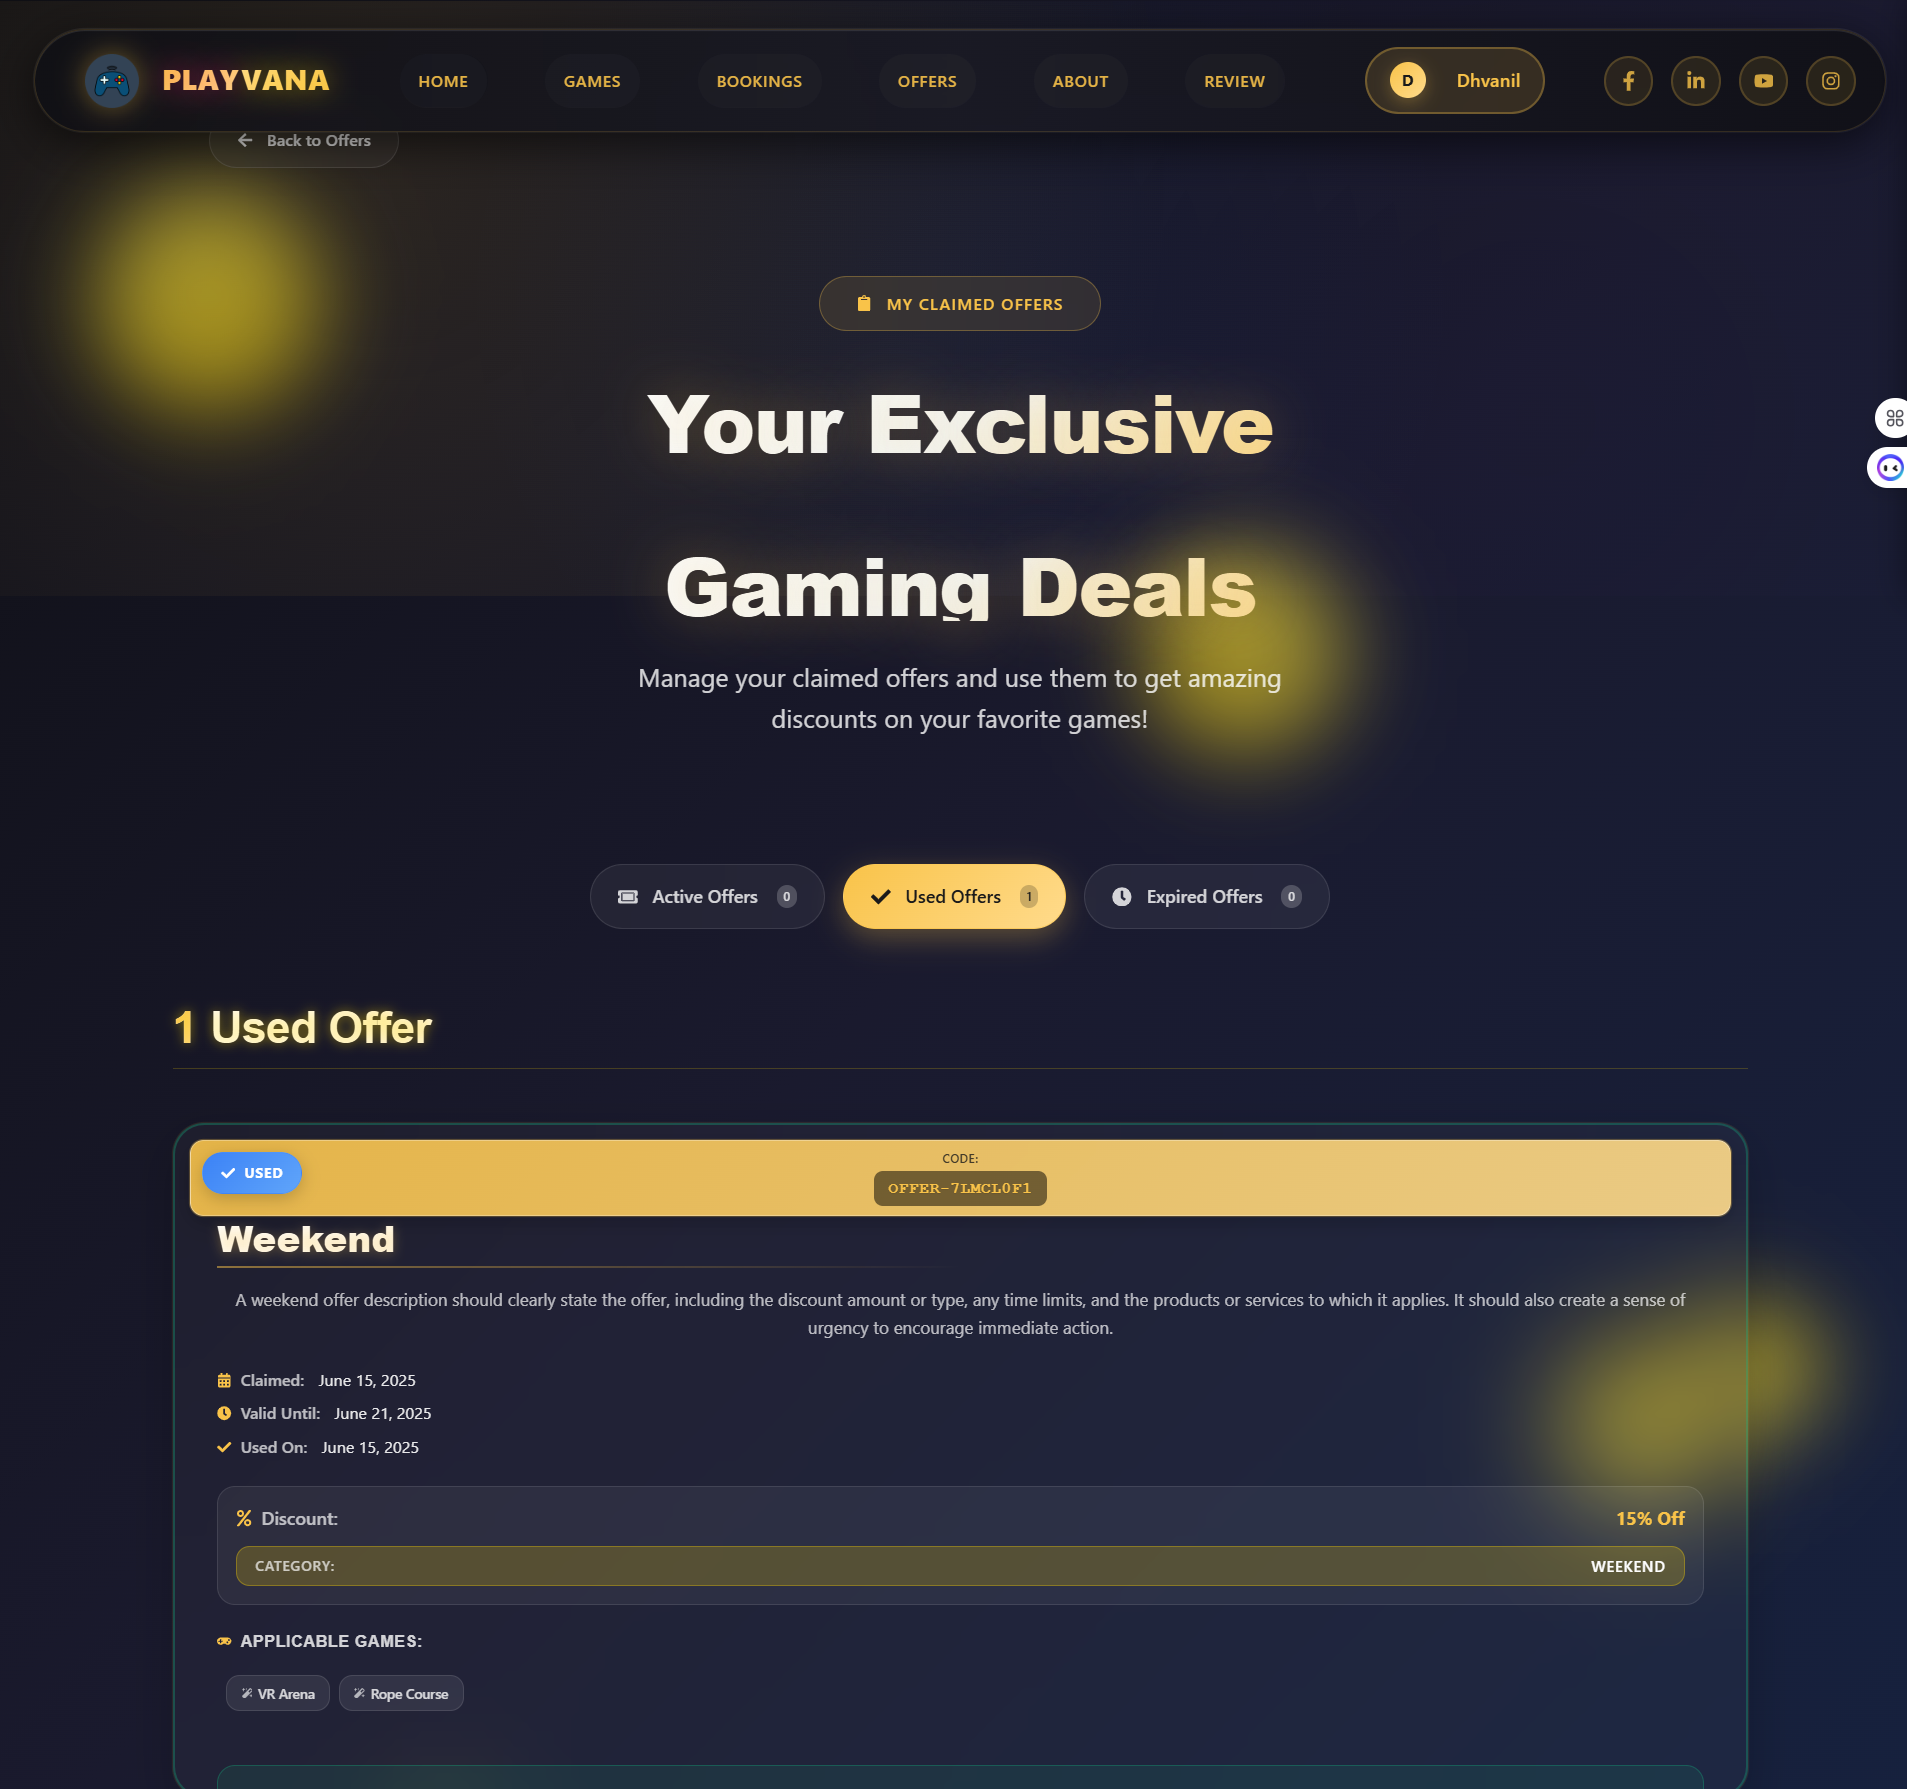 PLAYVANA
HOME
GAMES
BOOKINGS
OFFERS
ABOUT
REVIEW
D
Dhvanil
Back to Offers
MY CLAIMED OFFERS
Your Exclusive
Gaming Deals
Manage your claimed offers and use them to get amazing
discounts on your favorite games!
Active Offers 0
Used Offers 1
Expired Offers 0
1 Used Offer
USED
CODE:
OFFER-7LMCL0F1
Weekend
A weekend offer description should clearly state the offer, including the discount amount or type, any time limits, and the products or services to which it applies. It should also create a sense of
urgency to encourage immediate action.
Claimed: June 15, 2025
Valid Until: June 21, 2025
Used On: June 15, 2025
Discount: 15% Off
CATEGORY: WEEKEND
APPLICABLE GAMES:
VR Arena
Rope Course